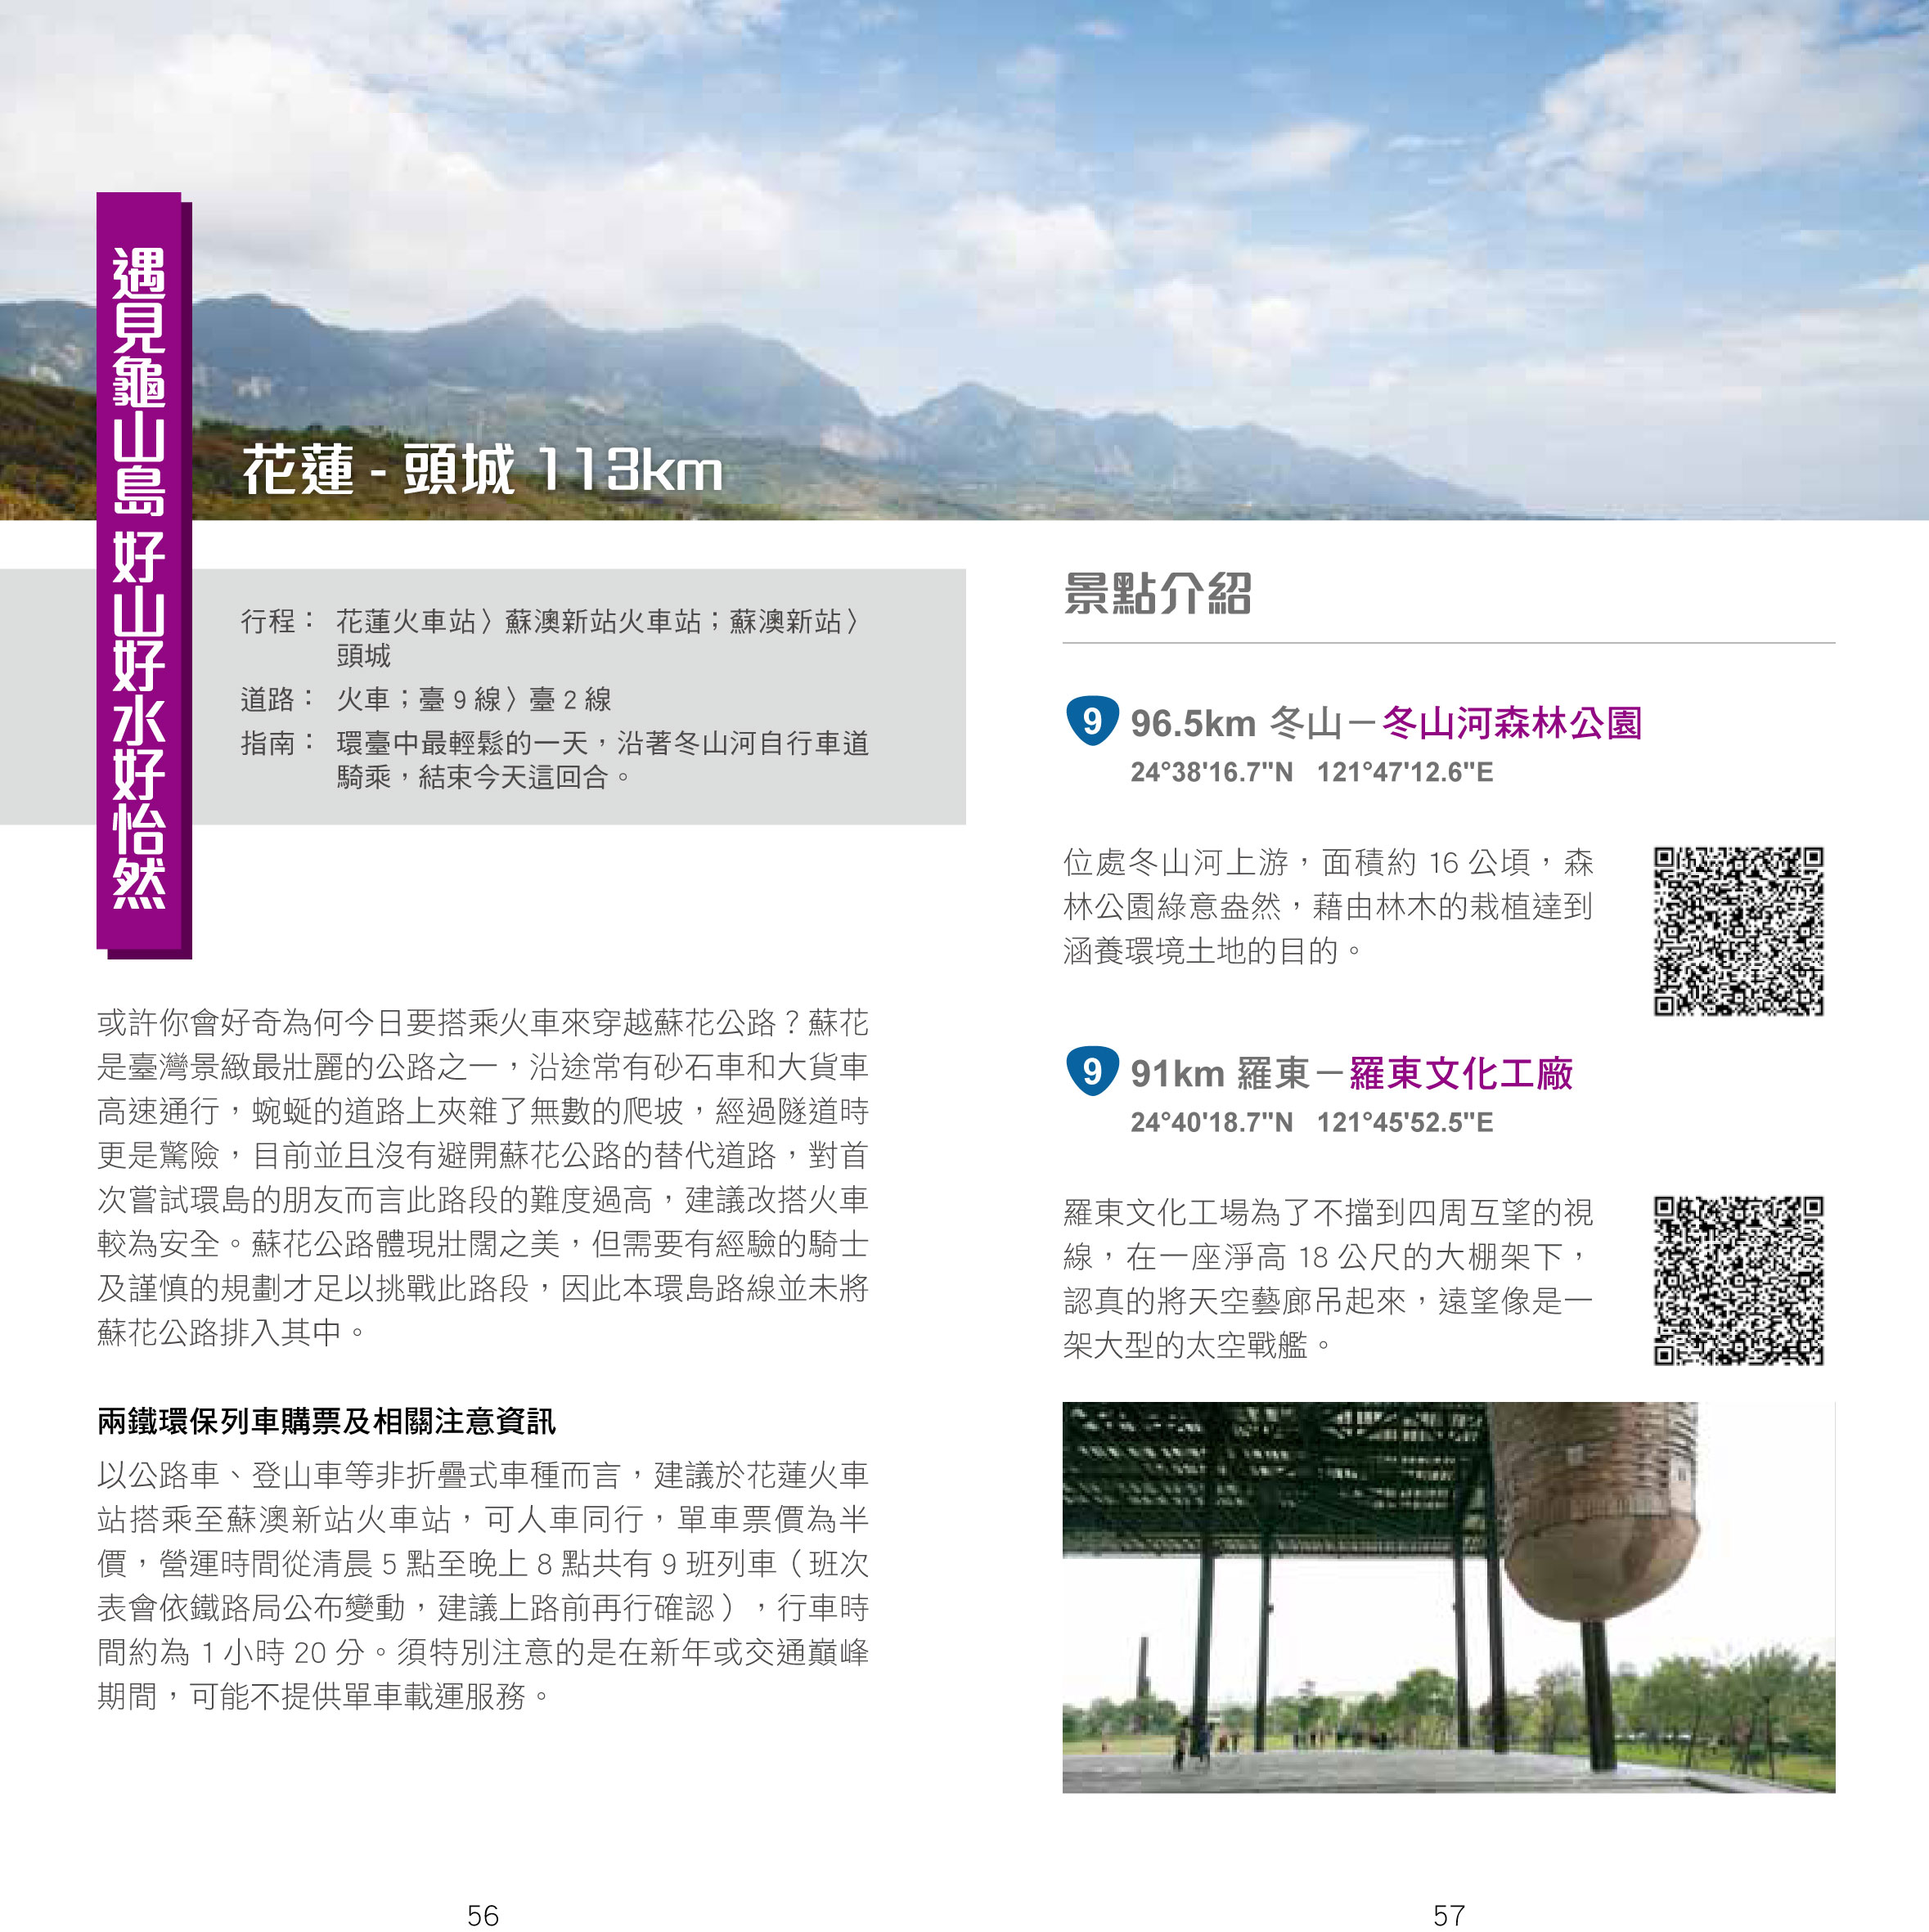 遇見龜山島 好山好水好怡然
花蓮 - 頭城 113km
行程： 花蓮火車站〉蘇澳新站火車站；蘇澳新站〉
頭城
道路： 火車；臺 9 線〉臺 2 線
指南： 環臺中最輕鬆的一天，沿著冬山河自行車道
騎乘，結束今天這回合。
或許你會好奇為何今日要搭乘火車來穿越蘇花公路？蘇花
是臺灣景緻最壯麗的公路之一，沿途常有砂石車和大貨車
高速通行，蜿蜒的道路上夾雜了無數的爬坡，經過隧道時
更是驚險，目前並且沒有避開蘇花公路的替代道路，對首
次嘗試環島的朋友而言此路段的難度過高，建議改搭火車
較為安全。蘇花公路體現壯闊之美，但需要有經驗的騎士
及謹慎的規劃才足以挑戰此路段，因此本環島路線並未將
蘇花公路排入其中。
兩鐵環保列車購票及相關注意資訊
以公路車、登山車等非折疊式車種而言，建議於花蓮火車
站搭乘至蘇澳新站火車站，可人車同行，單車票價為半
價，營運時間從清晨 5 點至晚上 8 點共有 9 班列車（班次
表會依鐵路局公布變動，建議上路前再行確認），行車時
間約為 1 小時 20 分。須特別注意的是在新年或交通巔峰
期間，可能不提供單車載運服務。
56
景點介紹
9 96.5km 冬山－冬山河森林公園
24°38'16.7"N 121°47'12.6"E
位處冬山河上游，面積約 16 公頃，森
林公園綠意盎然，藉由林木的栽植達到
涵養環境土地的目的。
9 91km 羅東－羅東文化工廠
24°40'18.7"N 121°45'52.5"E
羅東文化工場為了不擋到四周互望的視
線，在一座淨高 18 公尺的大棚架下，
認真的將天空藝廊吊起來，遠望像是一
架大型的太空戰艦。
57